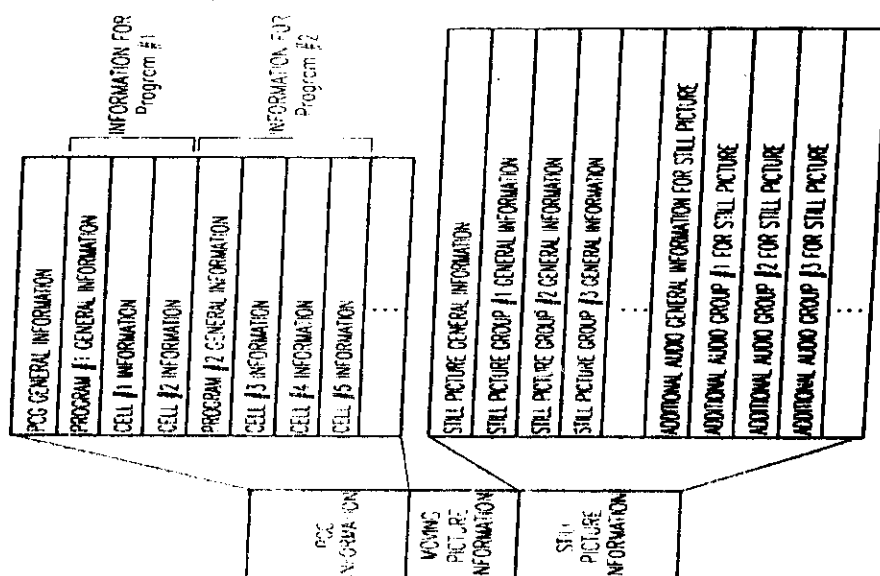 INFORMATION FOR
Program #1
INFORMATION FOR
Program #2
PCG GENERAL INFORMATION
PROGRAM #1 GENERAL INFORMATION
CELL #1 INFORMATION
CELL #2 INFORMATION
PROGRAM #2 GENERAL INFORMATION
CELL #3 INFORMATION
CELL #4 INFORMATION
CELL #5 INFORMATION
...
STILL PICTURE GENERAL INFORMATION
STILL PICTURE GROUP #1 GENERAL INFORMATION
STILL PICTURE GROUP #2 GENERAL INFORMATION
STILL PICTURE GROUP #3 GENERAL INFORMATION
...
ADDITIONAL AUDIO GENERAL INFORMATION FOR STILL PICTURE
ADDITIONAL AUDIO GROUP #1 FOR STILL PICTURE
ADDITIONAL AUDIO GROUP #2 FOR STILL PICTURE
ADDITIONAL AUDIO GROUP #3 FOR STILL PICTURE
...
INFORMATION
MOVING
PICTURE
INFORMATION
STILL
PICTURE
INFORMATION